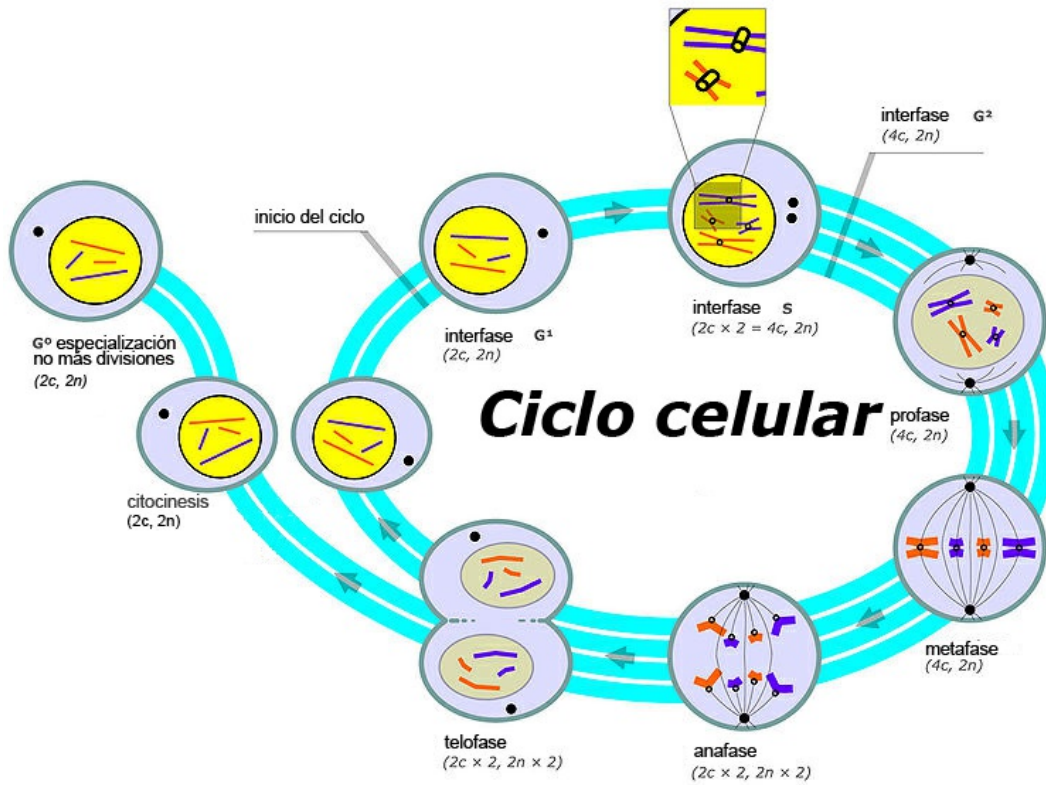 interfase G²
(4c, 2n)
inicio del ciclo
interfase G¹
(2c, 2n)
interfase S
(2c × 2 = 4c, 2n)
G⁰ especialización
no más divisiones
(2c, 2n)
Ciclo celular
profase
(4c, 2n)
citocinesis
(2c, 2n)
metafase
(4c, 2n)
telofase
(2c × 2, 2n × 2)
anafase
(2c × 2, 2n × 2)